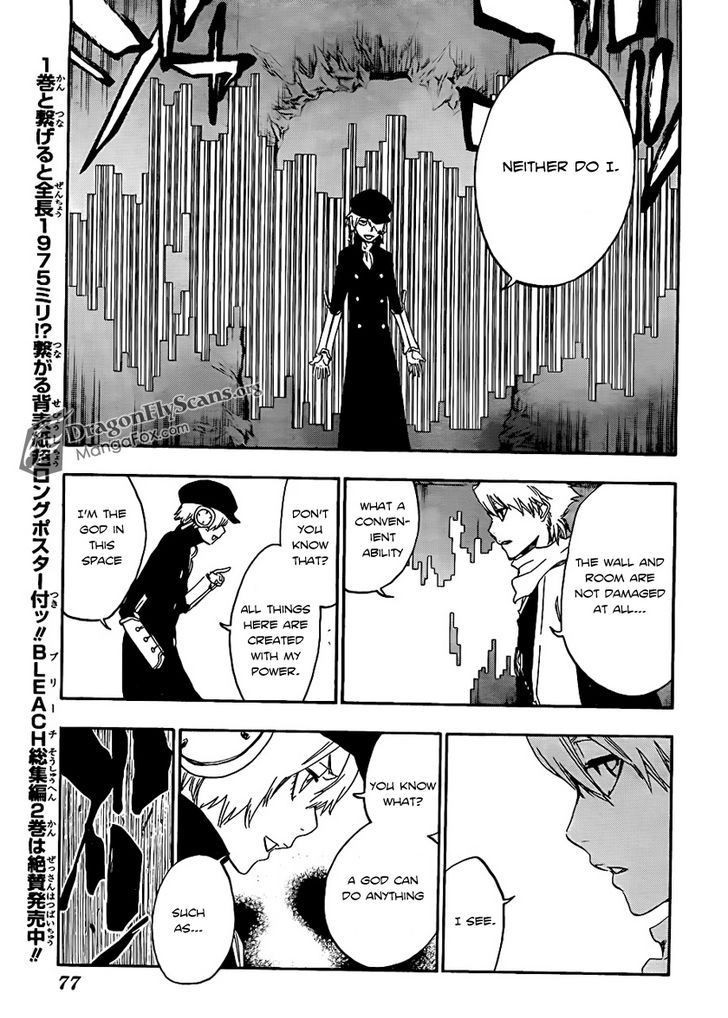 NEITHER DO I.
THE WALL AND
ROOM ARE
NOT DAMAGED
AT ALL...
WHAT A
CONVEN-
IENT
ABILITY
DON'T
YOU
KNOW
THAT?
ALL THINGS
HERE ARE
CREATED
WITH MY
POWER.
I'M THE
GOD IN
THIS
SPACE
I SEE.
YOU KNOW
WHAT?
A GOD CAN
DO ANYTHING
SUCH
AS...
1巻と繋げると全長1975ミリ!?繋がる背表紙超ロングポスター付ッ!!BLEACH総集編2巻は絶賛発売中!!
DragonFlyScans.org
MangaFox.com
77